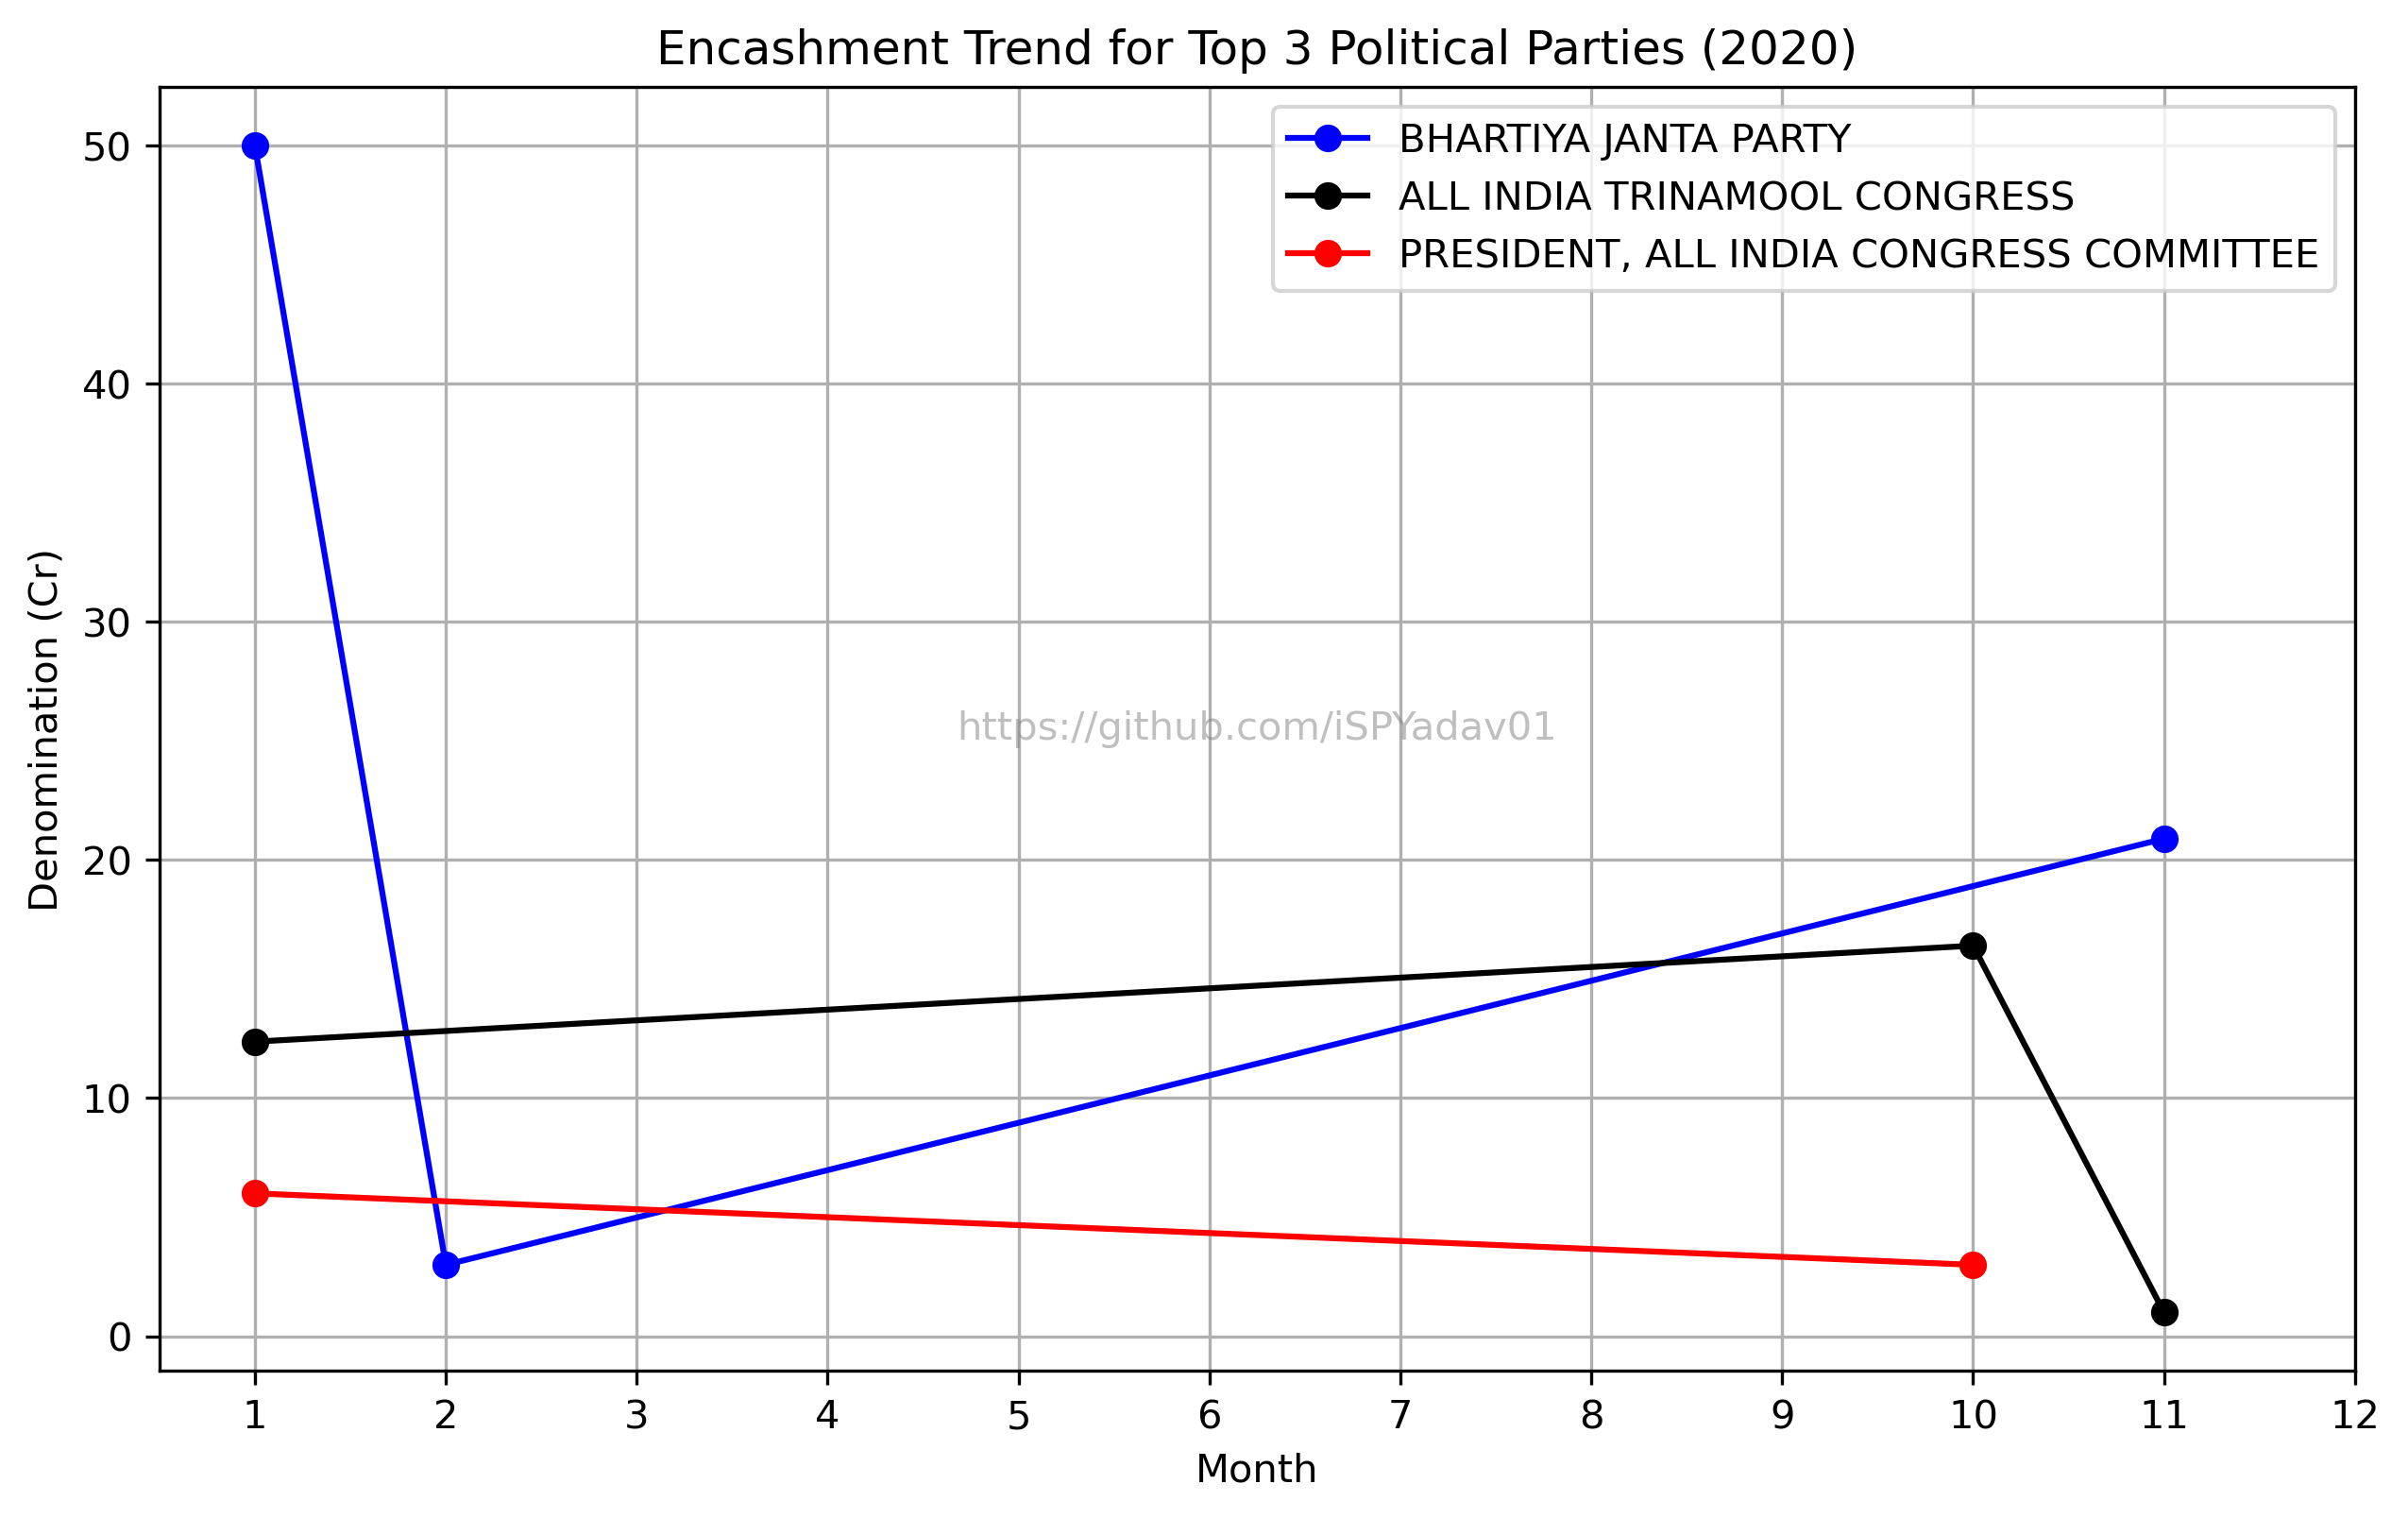 Encashment Trend for Top 3 Political Parties (2020)
BHARTIYA JANTA PARTY
ALL INDIA TRINAMOOL CONGRESS
PRESIDENT, ALL INDIA CONGRESS COMMITTEE
50
40
30
20
10
0
Denomination (Cr)
https://github.com/iSPYadav01
1 2 3 4 5 6 7 8 9 10 11 12
Month